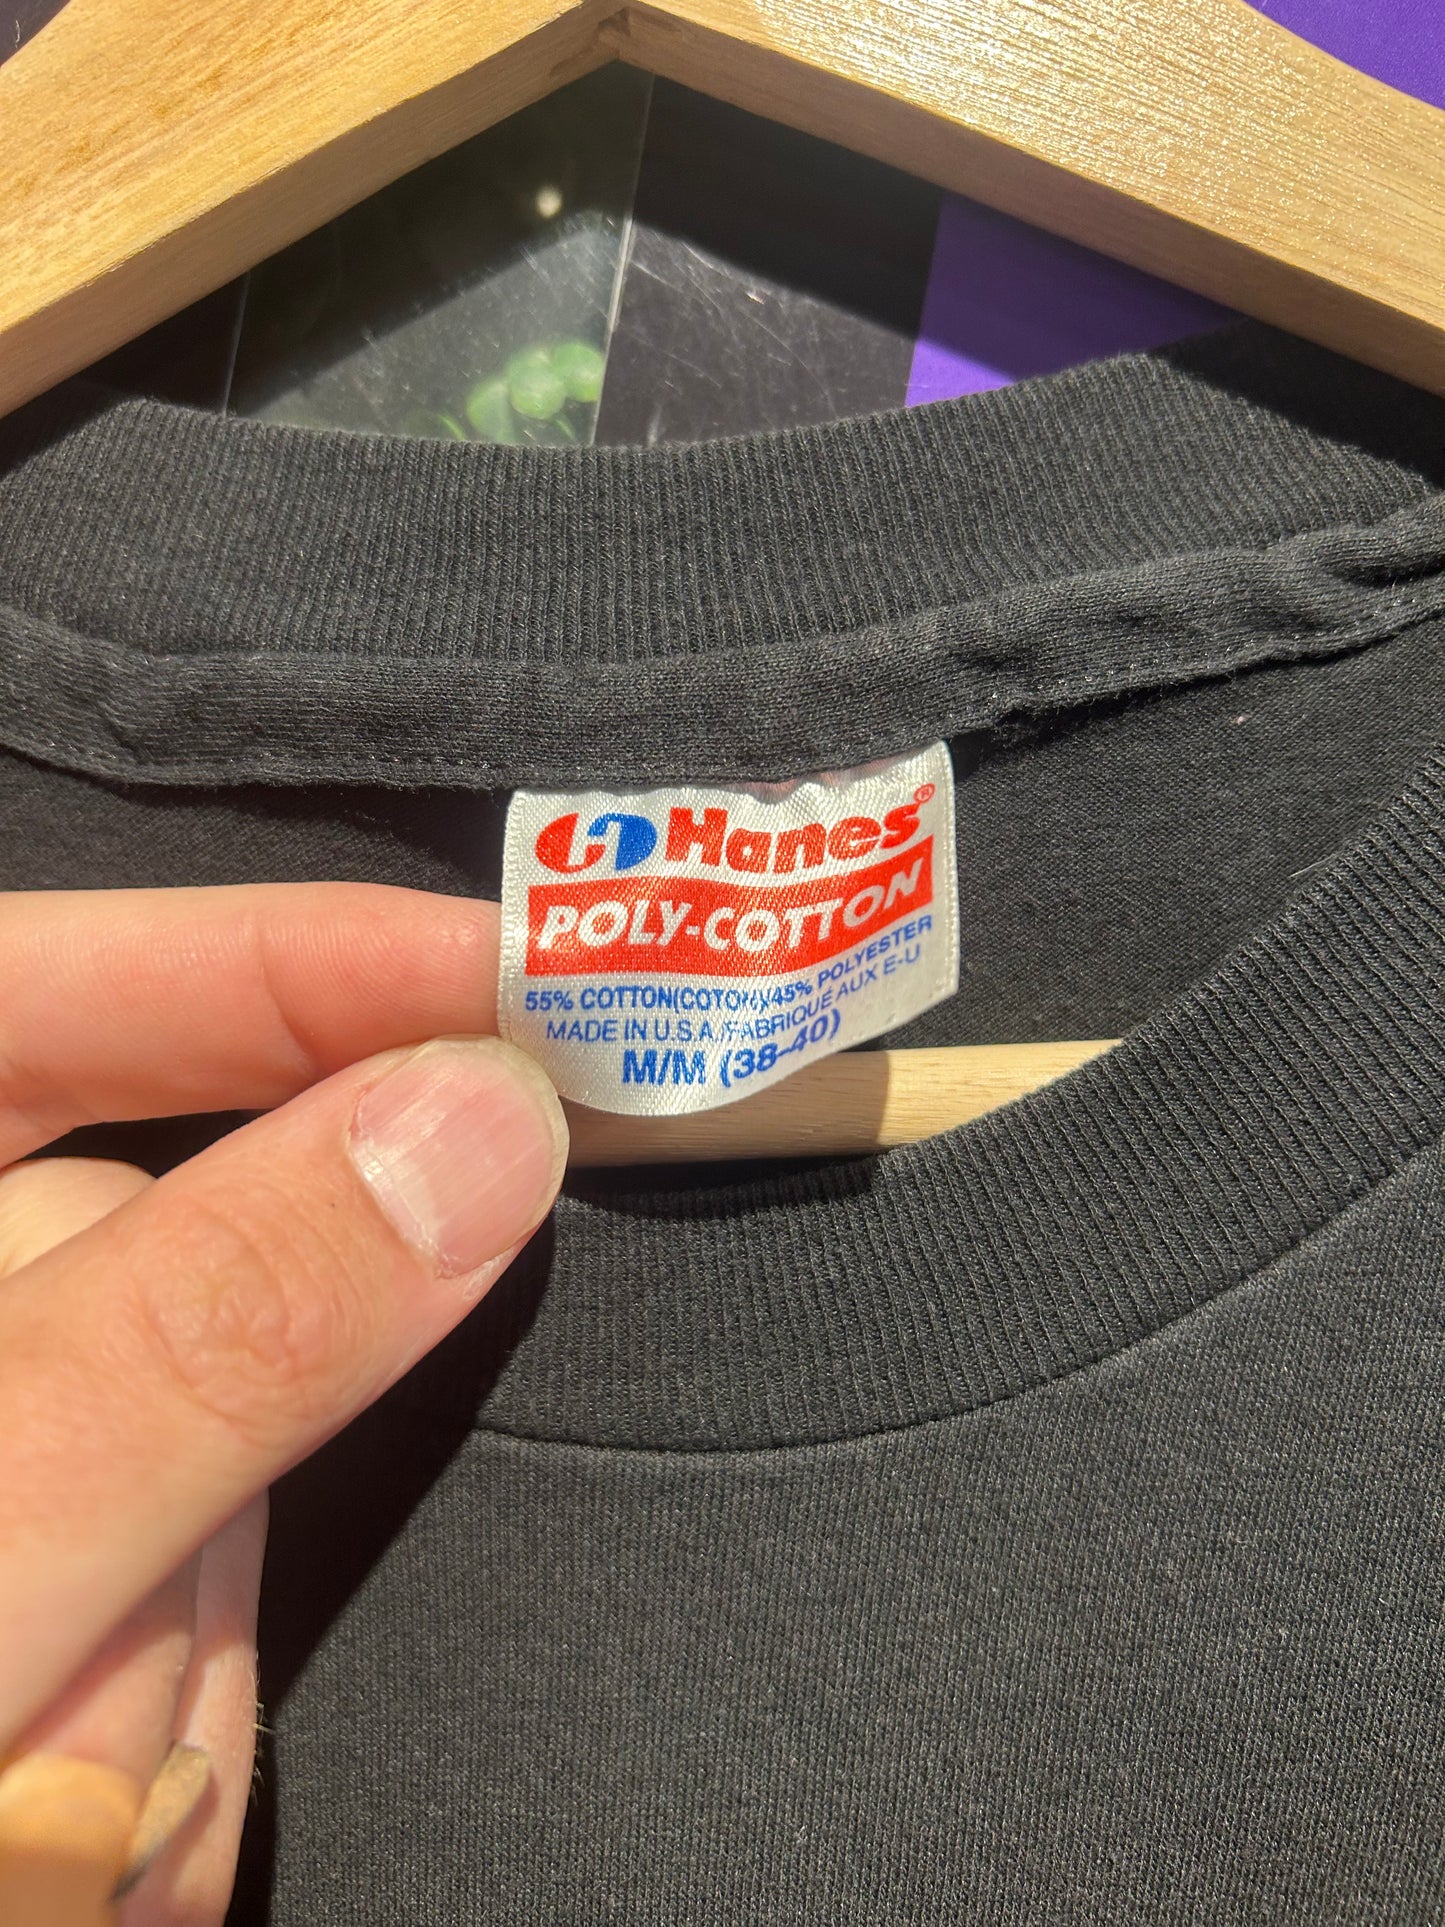 Hanes®
POLY-COTTON
55% COTTON(COTON)/45% POLYESTER
MADE IN U.S.A./FABRIQUÉ AUX E-U
M/M (38-40)